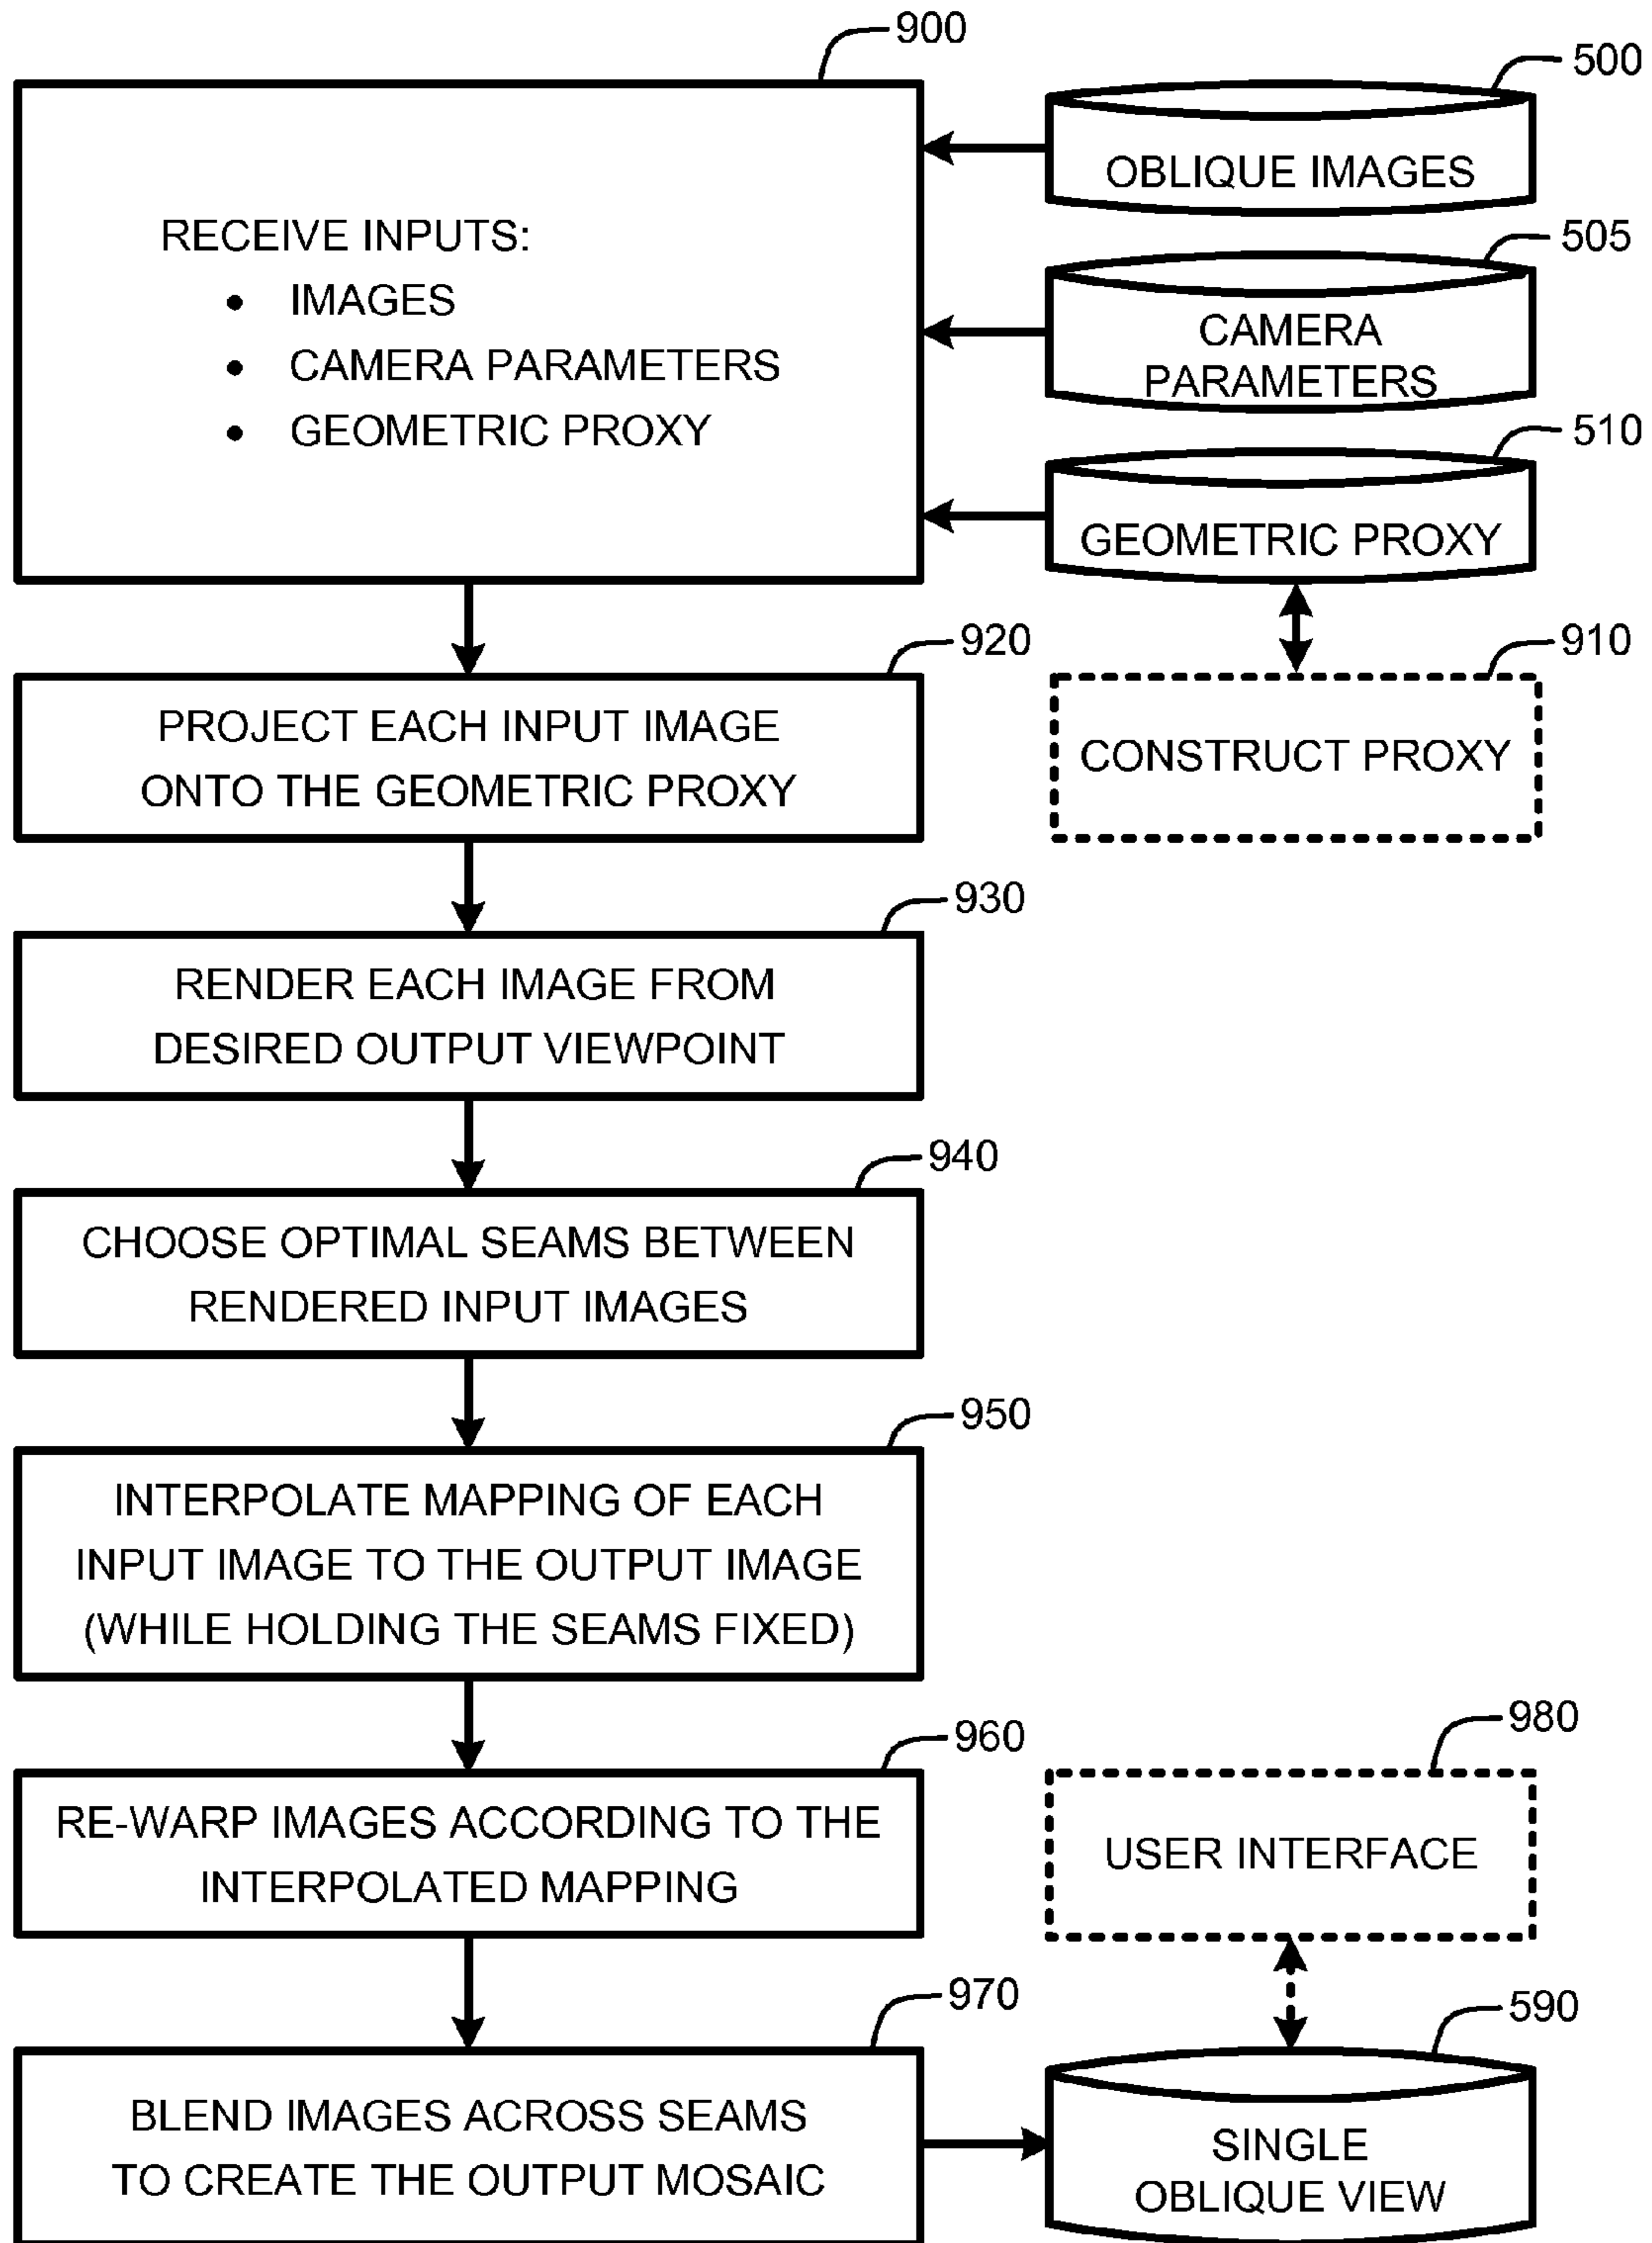 900
500
OBLIQUE IMAGES
RECEIVE INPUTS:
• IMAGES
• CAMERA PARAMETERS
• GEOMETRIC PROXY
505
CAMERA
PARAMETERS
510
GEOMETRIC PROXY
920
PROJECT EACH INPUT IMAGE
ONTO THE GEOMETRIC PROXY
910
CONSTRUCT PROXY
930
RENDER EACH IMAGE FROM
DESIRED OUTPUT VIEWPOINT
940
CHOOSE OPTIMAL SEAMS BETWEEN
RENDERED INPUT IMAGES
950
INTERPOLATE MAPPING OF EACH
INPUT IMAGE TO THE OUTPUT IMAGE
(WHILE HOLDING THE SEAMS FIXED)
960
RE-WARP IMAGES ACCORDING TO THE
INTERPOLATED MAPPING
980
USER INTERFACE
970
BLEND IMAGES ACROSS SEAMS
TO CREATE THE OUTPUT MOSAIC
590
SINGLE
OBLIQUE VIEW